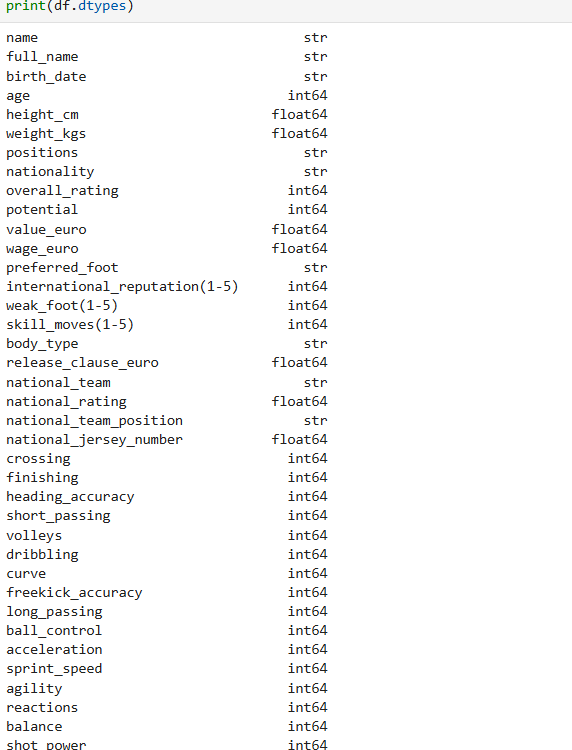 print(df.dtypes)
name str
full_name str
birth_date str
age int64
height_cm float64
weight_kgs float64
positions str
nationality str
overall_rating int64
potential int64
value_euro float64
wage_euro float64
preferred_foot str
international_reputation(1-5) int64
weak_foot(1-5) int64
skill_moves(1-5) int64
body_type str
release_clause_euro float64
national_team str
national_rating float64
national_team_position str
national_jersey_number float64
crossing int64
finishing int64
heading_accuracy int64
short_passing int64
volleys int64
dribbling int64
curve int64
freekick_accuracy int64
long_passing int64
ball_control int64
acceleration int64
sprint_speed int64
agility int64
reactions int64
balance int64
shot_power int64